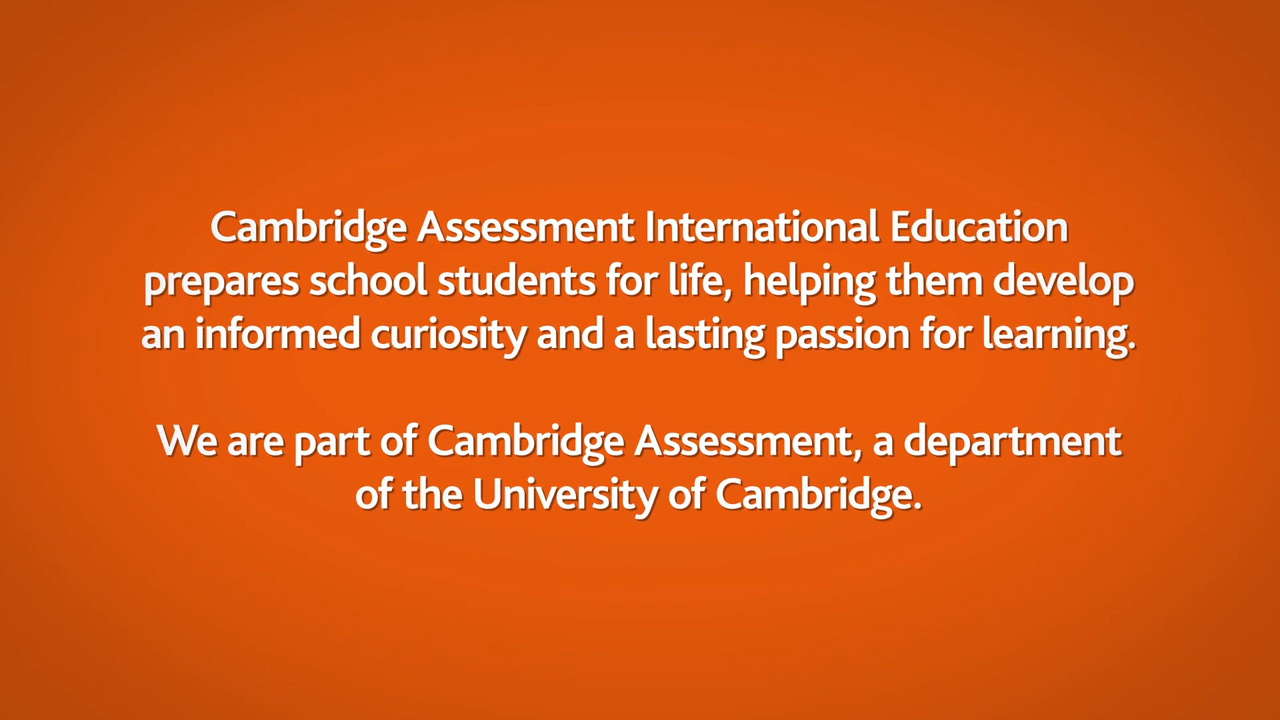 Cambridge Assessment International Education
prepares school students for life, helping them develop
an informed curiosity and a lasting passion for learning.
We are part of Cambridge Assessment, a department
of the University of Cambridge.